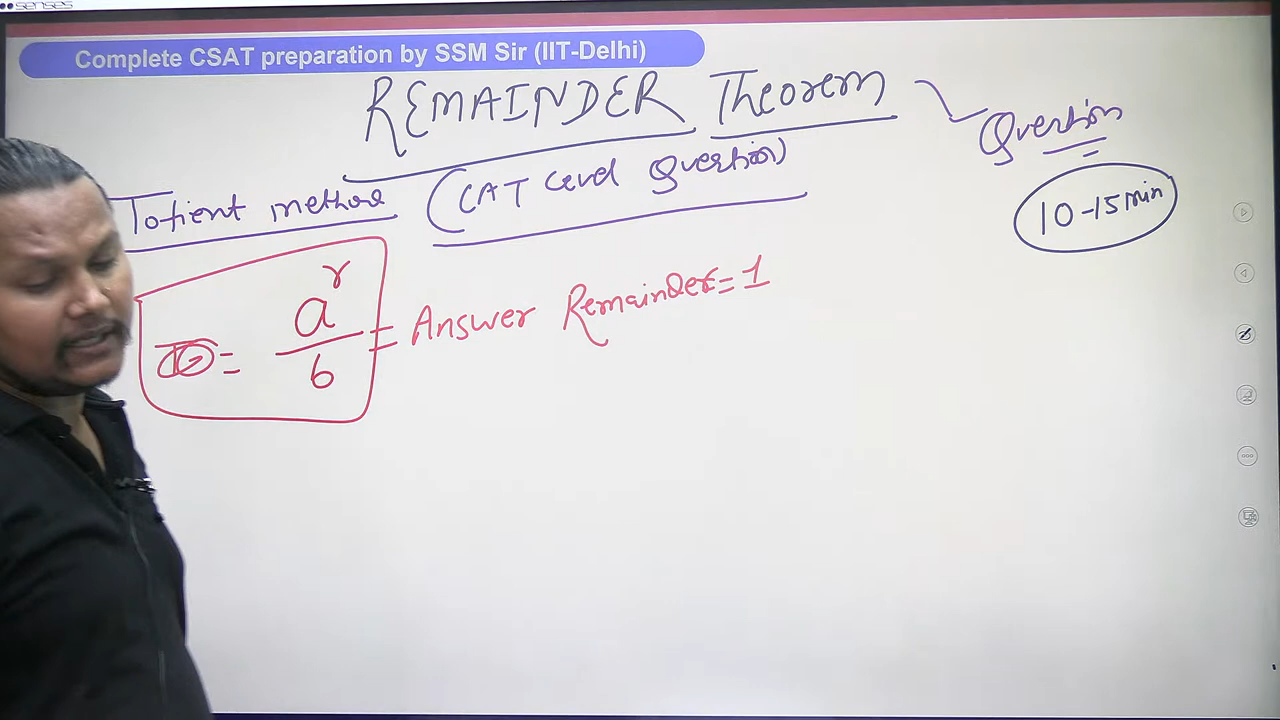 senses
Complete CSAT preparation by SSM Sir (IIT-Delhi)
REMAINDER Theorem
Question
Totient method (CAT Level Question)
10-15 min
= a^r / b = Answer Remainder = 1